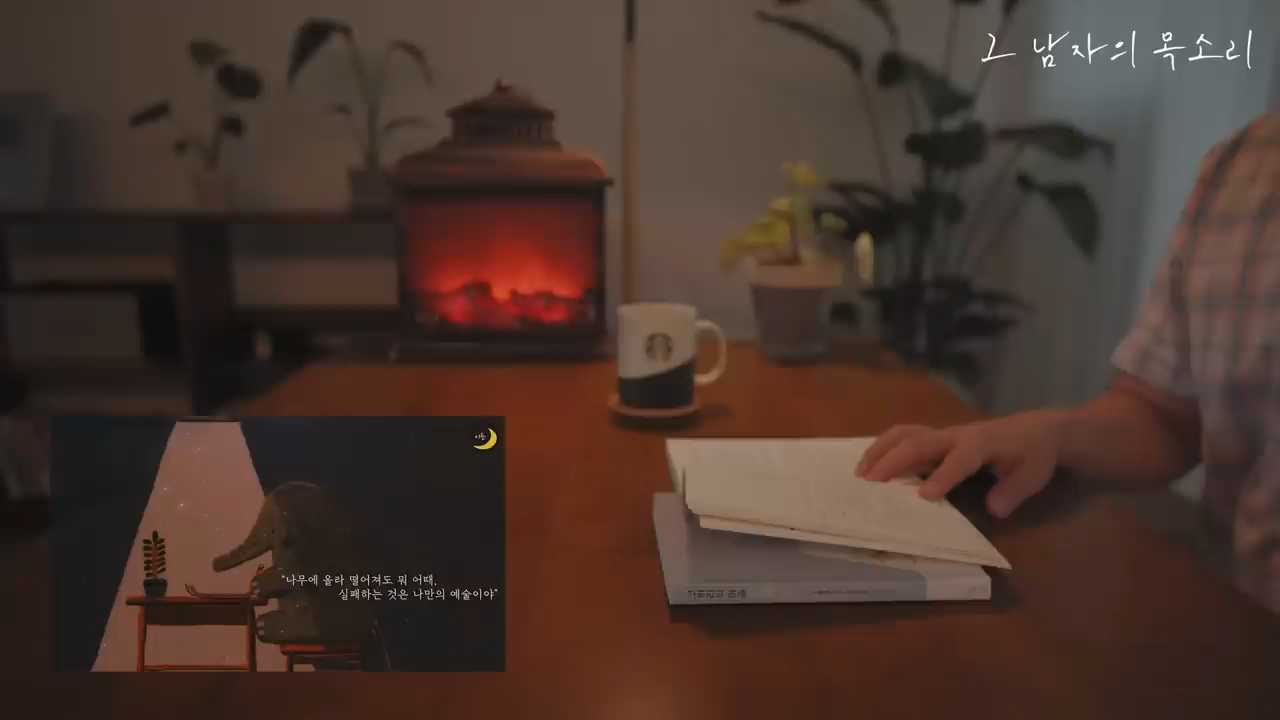 그 남자의 목소리
"나무에 올라 떨어져도 뭐 어때,
실패하는 것은 나만의 예술이야"